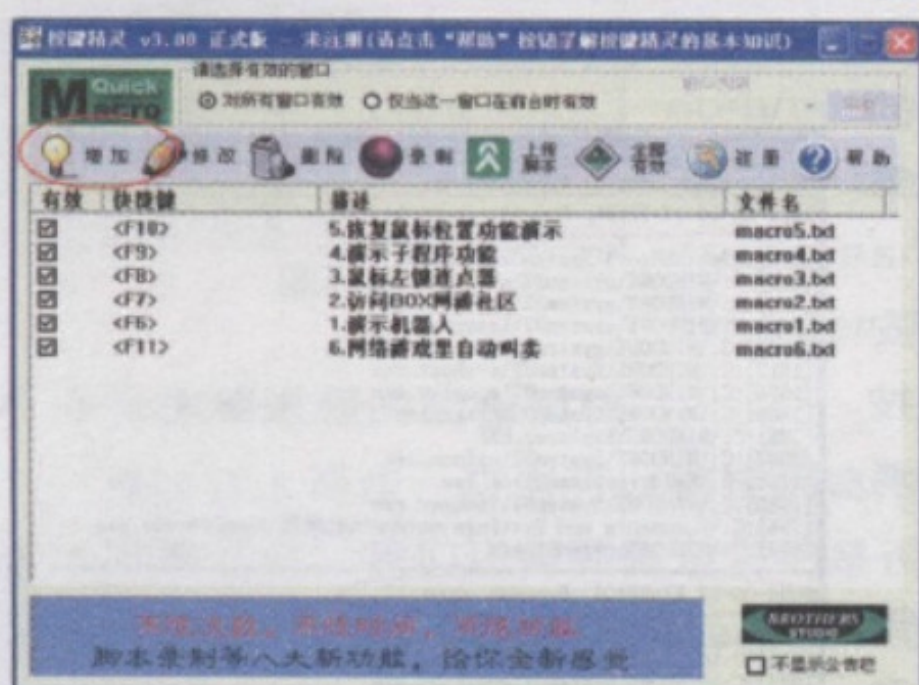 按键精灵 v3.00 正式版 - 未注册(请点击“帮助”按钮了解按键精灵的基本知识)
Quick
Macro
请选择有效的窗口
对所有窗口有效 仅当这一窗口在前台时有效
增加 修改 删除 录制 上传脚本 全部有效 注册 帮助
有效 快捷键 描述 文件名
<F10> 5.恢复鼠标位置功能演示 macro5.txt
<F9> 4.演示子程序功能 macro4.txt
<F8> 3.鼠标左键连点器 macro3.txt
<F7> 2.访问BOX网游社区 macro2.txt
<F6> 1.演示机器人 macro1.txt
<F11> 6.网络游戏里自动叫卖 macro6.txt
脚本录制等八大新功能，给你全新感觉
BROTHERS
STUDIO
不显示公告栏